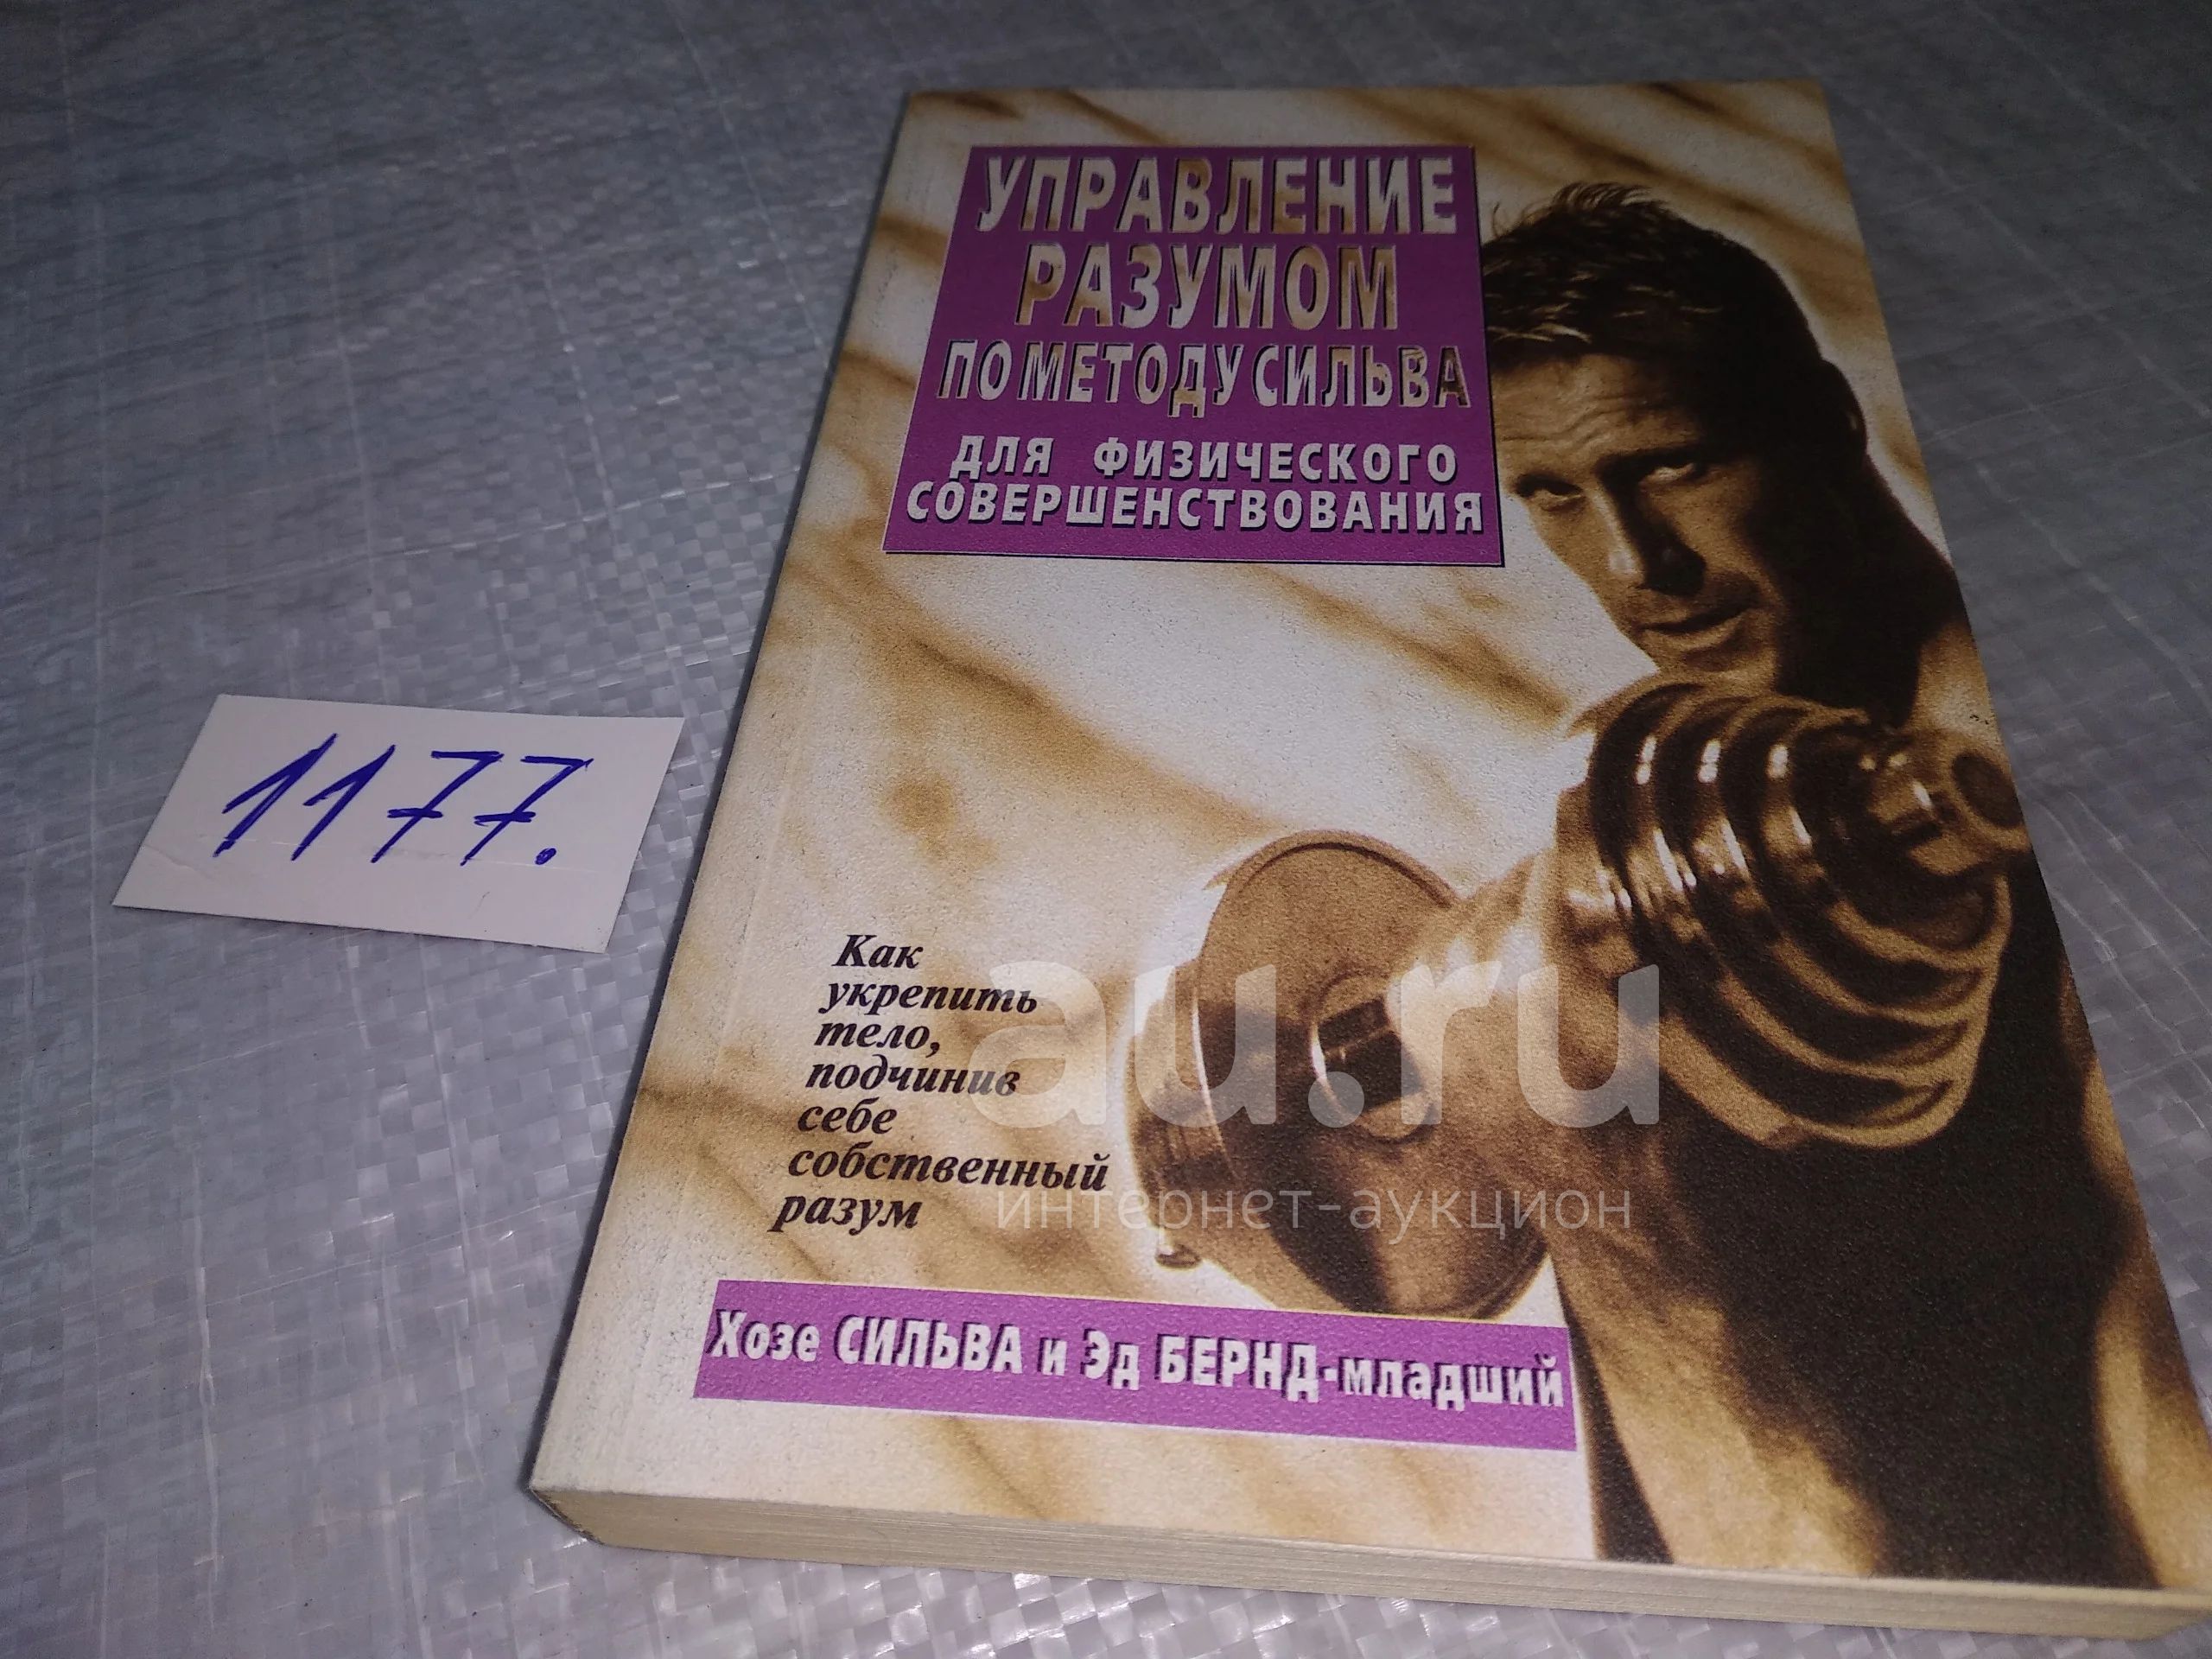 УПРАВЛЕНИЕ
РАЗУМОМ
ПО МЕТОДУ СИЛЬВА
ДЛЯ ФИЗИЧЕСКОГО
СОВЕРШЕНСТВОВАНИЯ
1177.
Как
укрепить
тело,
подчинив
себе
собственный
разум
au.ru
интернет-аукцион
Хозе СИЛЬВА и Эд БЕРНД-младший